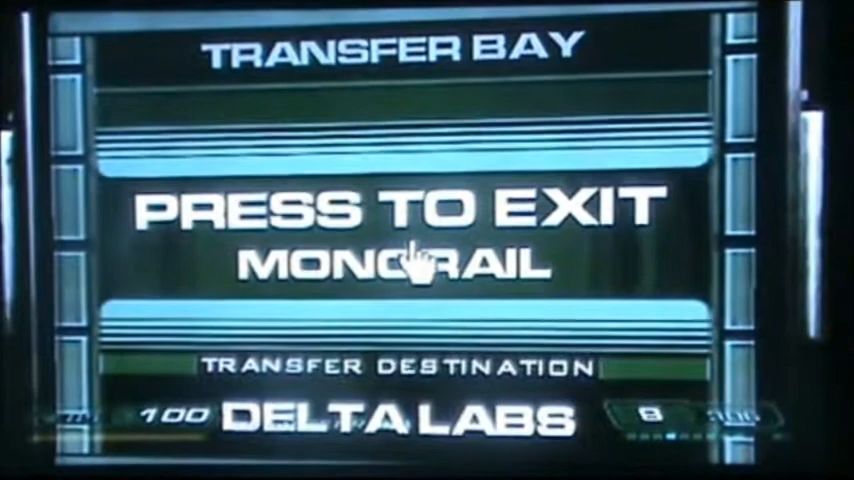 TRANSFER BAY
PRESS TO EXIT
MONORAIL
TRANSFER DESTINATION
100 DELTA LABS 8